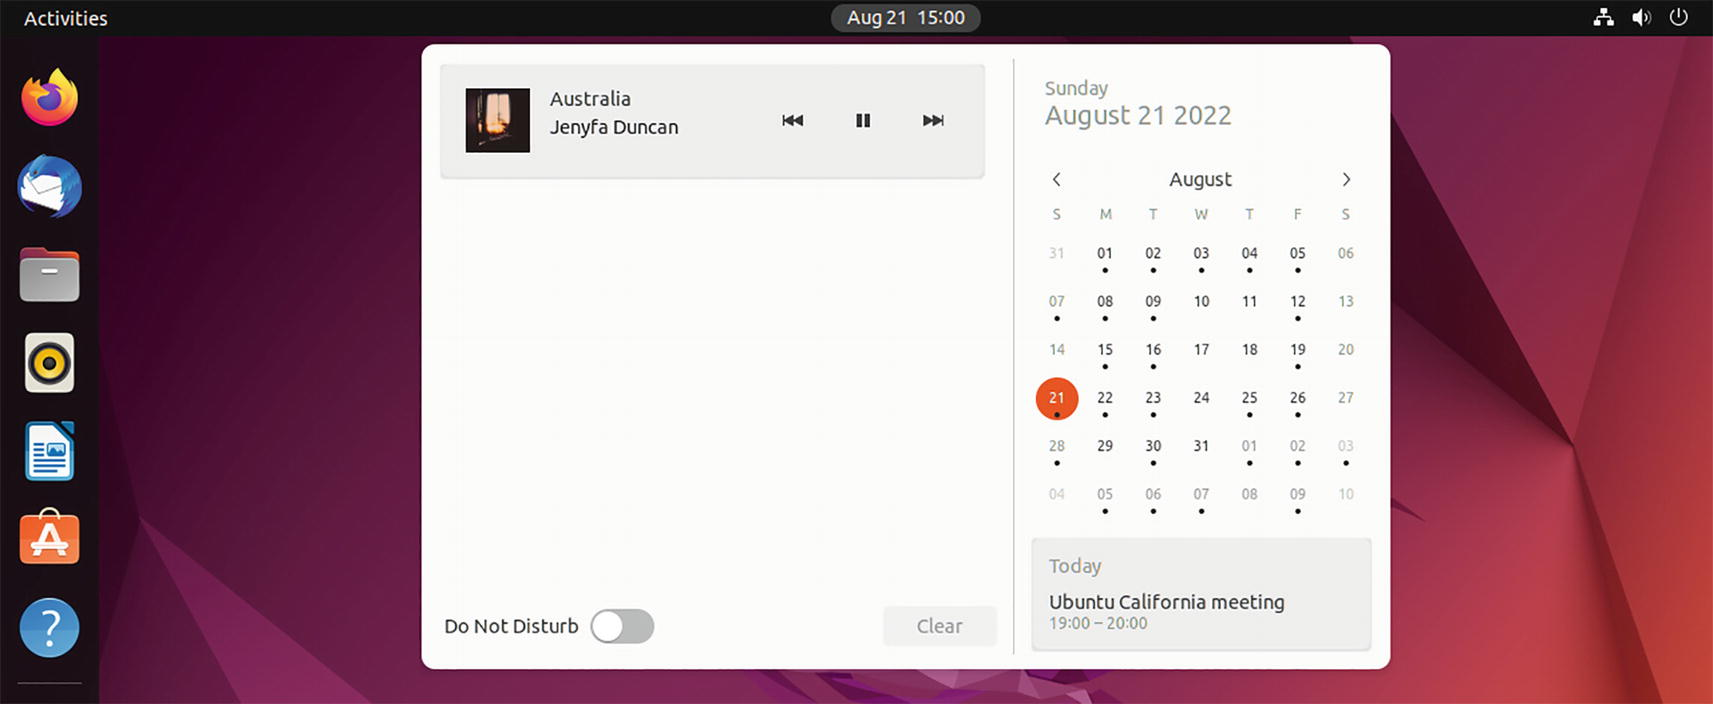 Activities
Aug 21 15:00
Australia
Jenyfa Duncan
Do Not Disturb
Clear
Sunday
August 21 2022
August
S M T W T F S
31 01 02 03 04 05 06
07 08 09 10 11 12 13
14 15 16 17 18 19 20
21 22 23 24 25 26 27
28 29 30 31 01 02 03
04 05 06 07 08 09 10
Today
Ubuntu California meeting
19:00 – 20:00